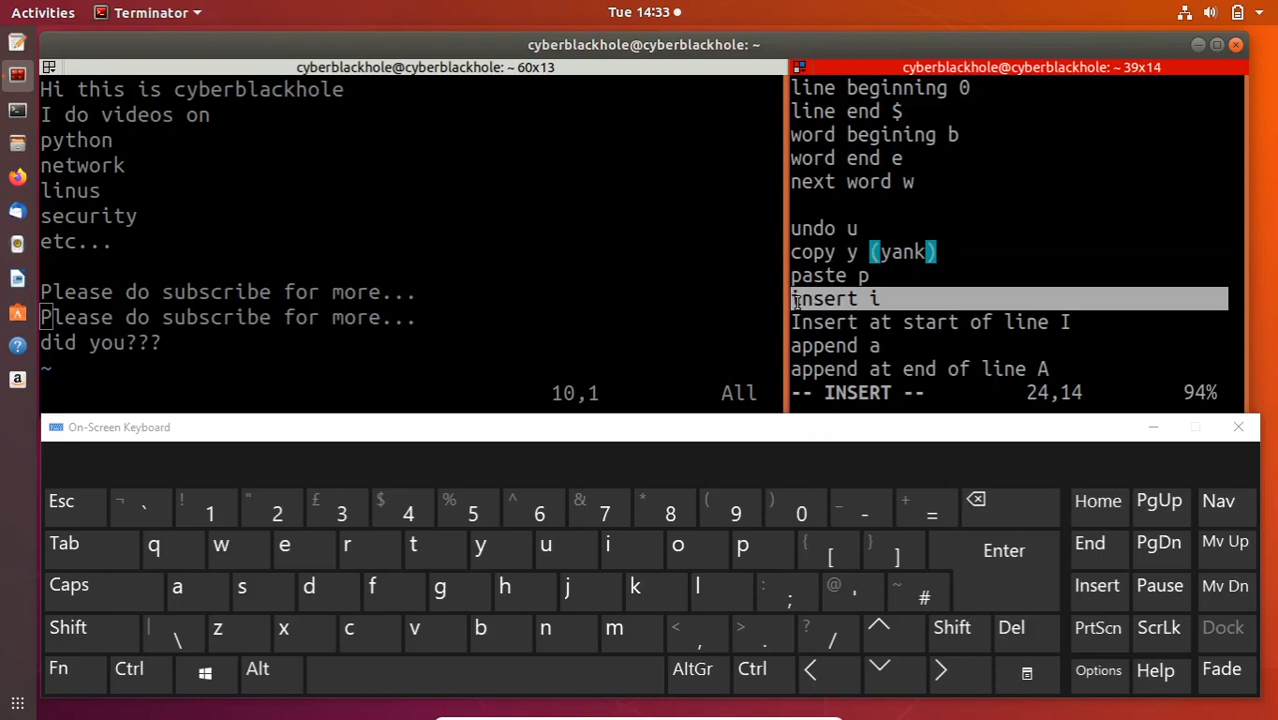 Activities
Terminator
Tue 14:33
cyberblackhole@cyberblackhole: ~
cyberblackhole@cyberblackhole: ~ 60x13
Hi this is cyberblackhole
I do videos on
python
network
linus
security
etc...
Please do subscribe for more...
Please do subscribe for more...
did you???
~
10,1 All
cyberblackhole@cyberblackhole: ~ 39x14
line beginning 0
line end $
word begining b
word end e
next word w
undo u
copy y (yank)
paste p
insert i
Insert at start of line I
append a
append at end of line A
-- INSERT -- 24,14 94%
On-Screen Keyboard
Esc ¬ ` ! 1 " 2 £ 3 $ 4 % 5 ^ 6 & 7 * 8 ( 9 ) 0 _ - + = Home PgUp Nav
Tab q w e r t y u i o p { [ } ] Enter End PgDn Mv Up
Caps a s d f g h j k l : ; @ ' ~ # Insert Pause Mv Dn
Shift | \ z x c v b n m < , > . ? / Shift Del PrtScn ScrLk Dock
Fn Ctrl Alt AltGr Ctrl Options Help Fade